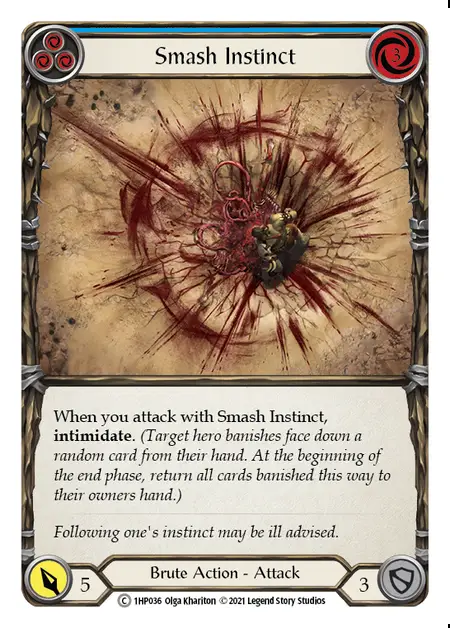 Smash Instinct
3
When you attack with Smash Instinct,
intimidate. (Target hero banishes face down a
random card from their hand. At the beginning of
the end phase, return all cards banished this way to
their owners hand.)
Following one's instinct may be ill advised.
5
Brute Action - Attack
3
C 1HP036 Olga Khariton © 2021 Legend Story Studios